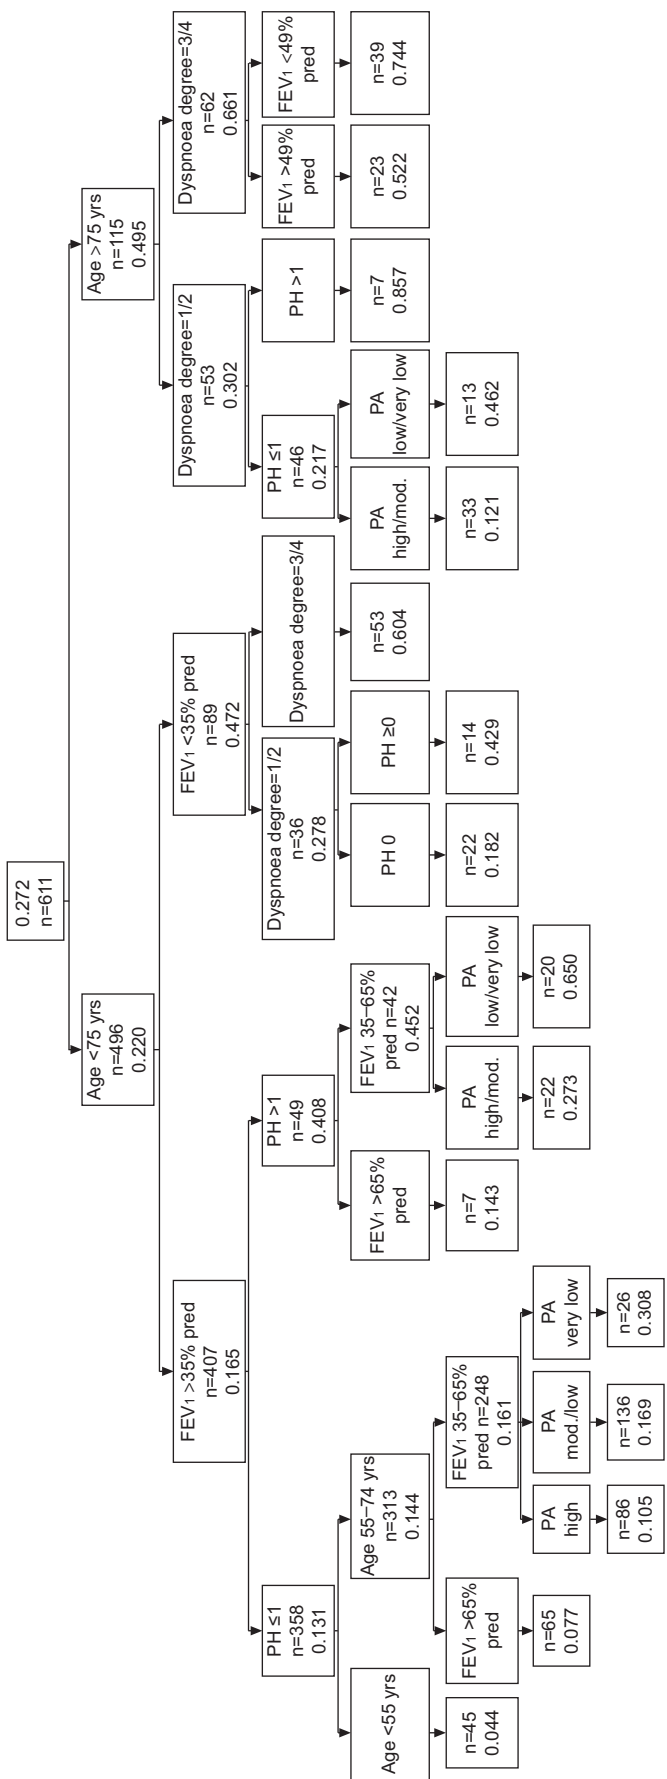 0.272
n=611
Age <75 yrs
n=496
0.220
Age >75 yrs
n=115
0.495
FEV1 >35% pred
n=407
0.165
FEV1 <35% pred
n=89
0.472
Dyspnoea degree=1/2
n=53
0.302
Dyspnoea degree=3/4
n=62
0.661
PH ≤1
n=358
0.131
PH >1
n=49
0.408
Dyspnoea degree=1/2
n=36
0.278
Dyspnoea degree=3/4
PH ≤1
n=46
0.217
PH >1
FEV1 >49%
pred
FEV1 <49%
pred
Age <55 yrs
Age 55–74 yrs
n=313
0.144
FEV1 >65%
pred
FEV1 35–65%
pred n=42
0.452
PH 0
PH ≥0
n=53
0.604
PA
high/mod.
PA
low/very low
n=7
0.857
n=23
0.522
n=39
0.744
n=45
0.044
FEV1 >65%
pred
FEV1 35–65%
pred n=248
0.161
n=7
0.143
PA
high/mod.
PA
low/very low
n=22
0.182
n=14
0.429
n=33
0.121
n=13
0.462
n=65
0.077
PA
high
PA
mod./low
PA
very low
n=22
0.273
n=20
0.650
n=86
0.105
n=136
0.169
n=26
0.308